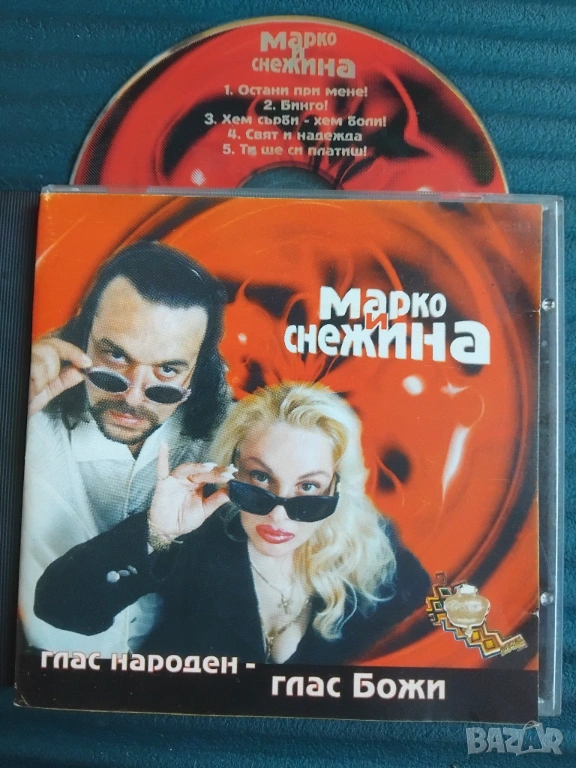 Марко
и
Снежина
1. Остани при мене!
2. Бинго!
3. Хем сърби - хем боли!
4. Свят и надежда
5. Ти ще си платиш!
Марко
и
Снежина
глас народен -
глас Божи
BAZAR